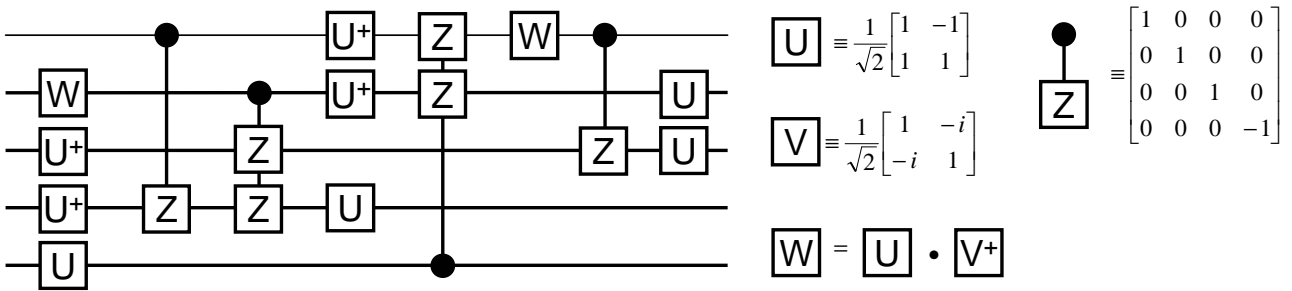 U+ Z W
W U+ Z U
U+ Z Z U
U+ Z Z U
U
U ≡ 1/√2 [1 −1
1 1]
V ≡ 1/√2 [1 −i
−i 1]
W = U • V+
Z ≡ [1 0 0 0
0 1 0 0
0 0 1 0
0 0 0 −1]